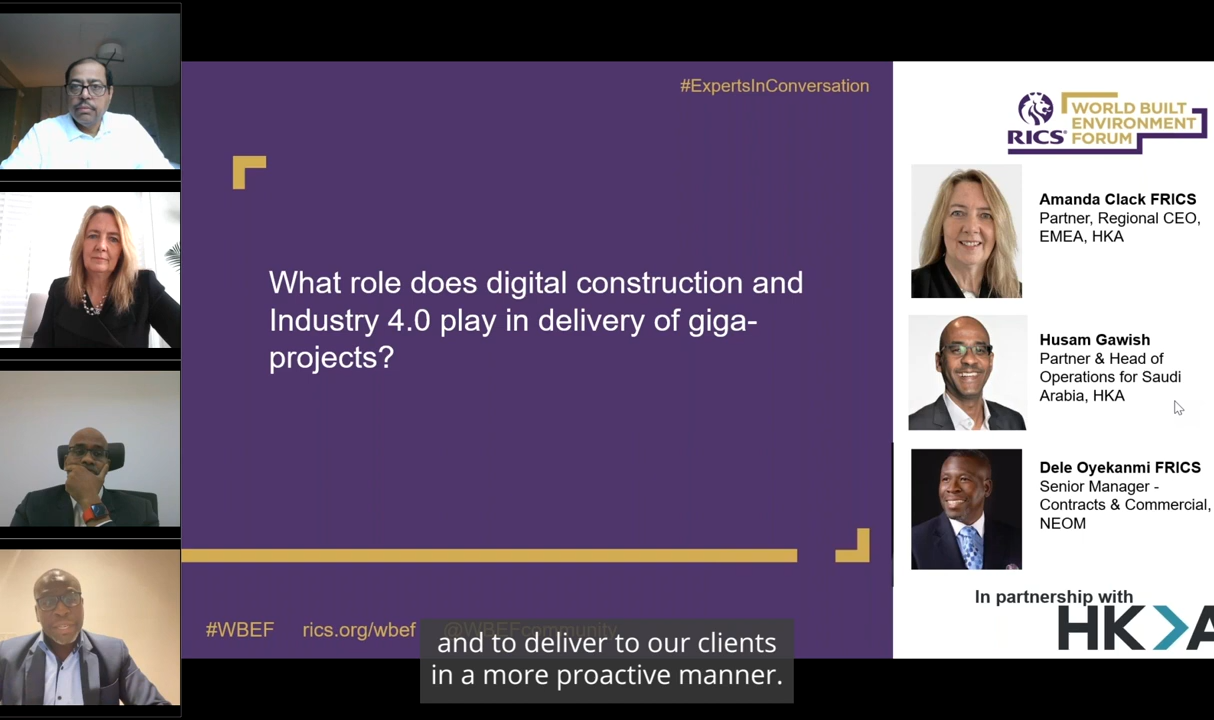 #ExpertsInConversation
What role does digital construction and
Industry 4.0 play in delivery of giga-
projects?
#WBEF
rics.org/wbef
@WBEFcommunity
and to deliver to our clients
in a more proactive manner.
RICS
WORLD BUILT
ENVIRONMENT
FORUM
Amanda Clack FRICS
Partner, Regional CEO,
EMEA, HKA
Husam Gawish
Partner & Head of
Operations for Saudi
Arabia, HKA
Dele Oyekanmi FRICS
Senior Manager -
Contracts & Commercial,
NEOM
In partnership with
HKA